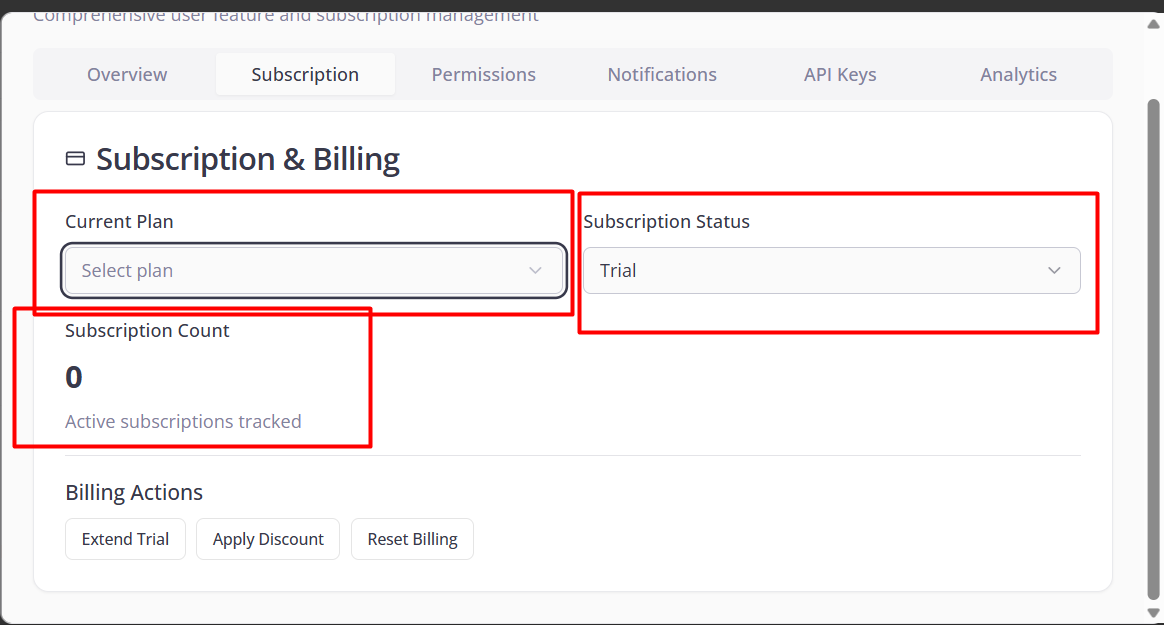 Comprehensive user feature and subscription management
Overview
Subscription
Permissions
Notifications
API Keys
Analytics
Subscription & Billing
Current Plan
Select plan
Subscription Status
Trial
Subscription Count
0
Active subscriptions tracked
Billing Actions
Extend Trial
Apply Discount
Reset Billing